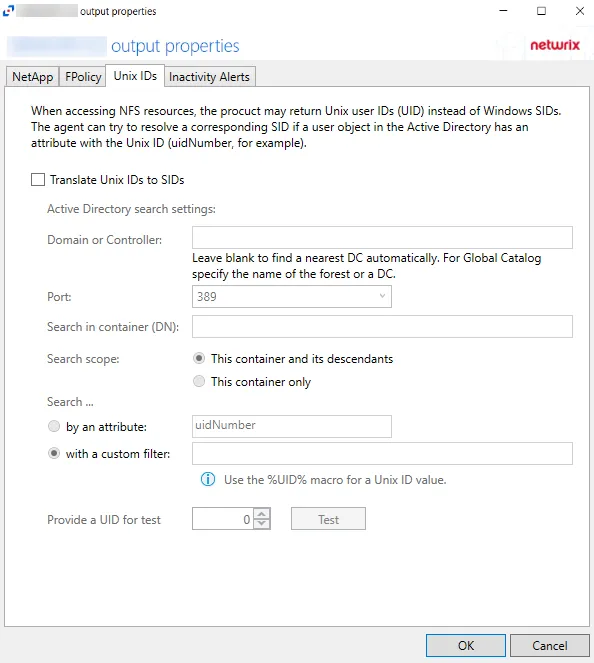 output properties
output properties
netwrix
NetApp
FPolicy
Unix IDs
Inactivity Alerts
When accessing NFS resources, the procuct may return Unix user IDs (UID) instead of Windows SIDs.
The agent can try to resolve a corresponding SID if a user object in the Active Directory has an
attribute with the Unix ID (uidNumber, for example).
Translate Unix IDs to SIDs
Active Directory search settings:
Domain or Controller:
Leave blank to find a nearest DC automatically. For Global Catalog
specify the name of the forest or a DC.
Port:
389
Search in container (DN):
Search scope:
This container and its descendants
This container only
Search ...
by an attribute:
uidNumber
with a custom filter:
Use the %UID% macro for a Unix ID value.
Provide a UID for test
0
Test
OK
Cancel